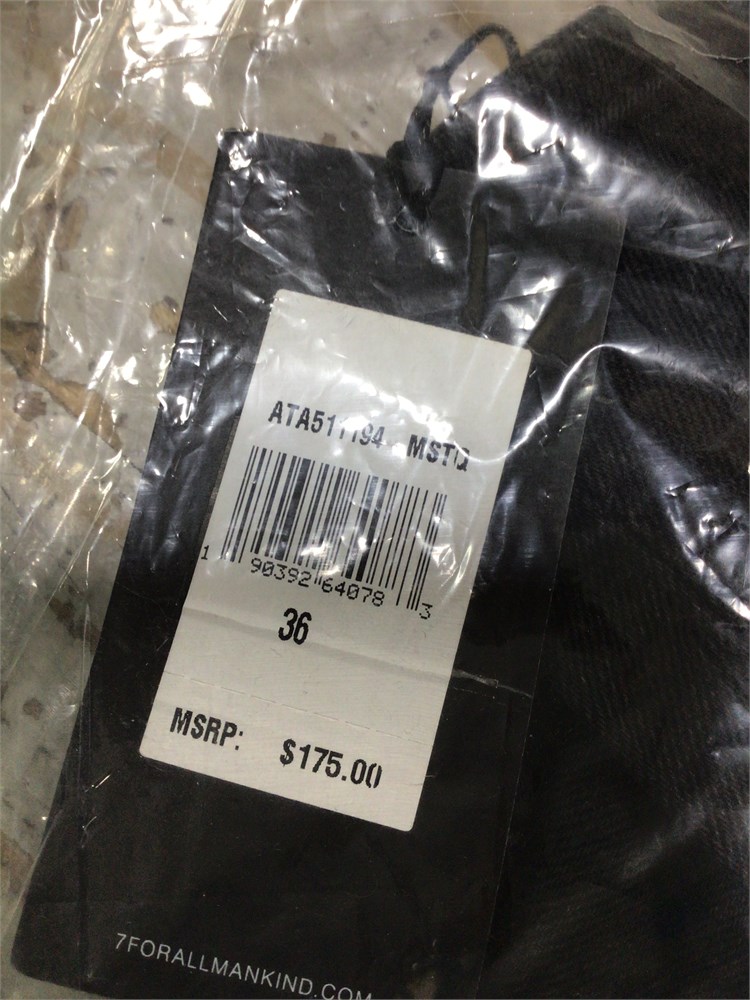 ATA511194 MSTQ
1 90392 64078 3
36
MSRP: $175.00
7FORALLMANKIND.COM